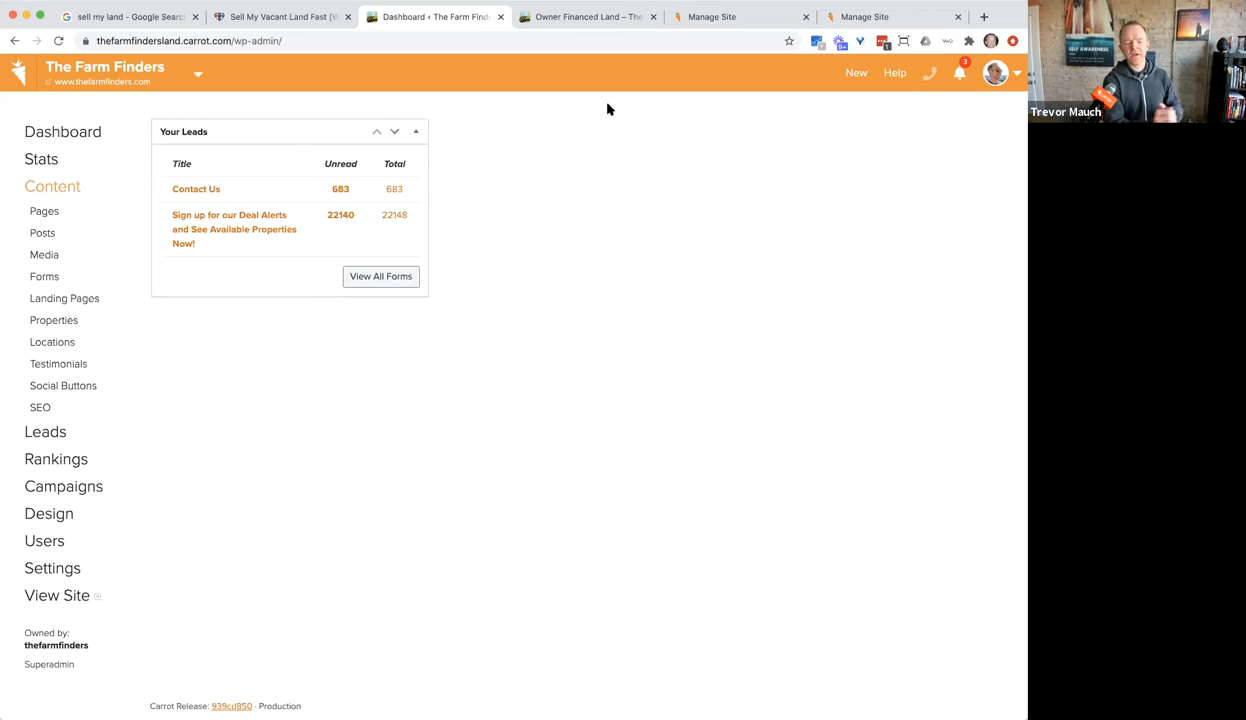 sell my land - Google Searc
Sell My Vacant Land Fast [W
Dashboard ‹ The Farm Finde
Owner Financed Land – The
Manage Site
Manage Site
thefarmfindersland.carrot.com/wp-admin/
The Farm Finders
www.thefarmfinders.com
New
Help
3
SELF AWARENESS
Trevor Mauch
Dashboard
Stats
Content
Pages
Posts
Media
Forms
Landing Pages
Properties
Locations
Testimonials
Social Buttons
SEO
Leads
Rankings
Campaigns
Design
Users
Settings
View Site
Owned by:
thefarmfinders
Superadmin
Your Leads
Title Unread Total
Contact Us 683 683
Sign up for our Deal Alerts 22140 22148
and See Available Properties
Now!
View All Forms
Carrot Release: 939cd850 · Production